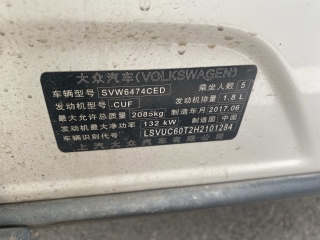 大众汽车(VOLKSWAGEN)
车辆型号 SVW6474CED 乘坐人数 5
发动机型号 CUF 发动机排量 1.8 L
最大允许总质量 2085kg 制造年月 2017.06
发动机最大净功率 132 kW 制造国 中国
车辆识别代号 LSVUC60T2H2101284
上汽大众汽车有限公司